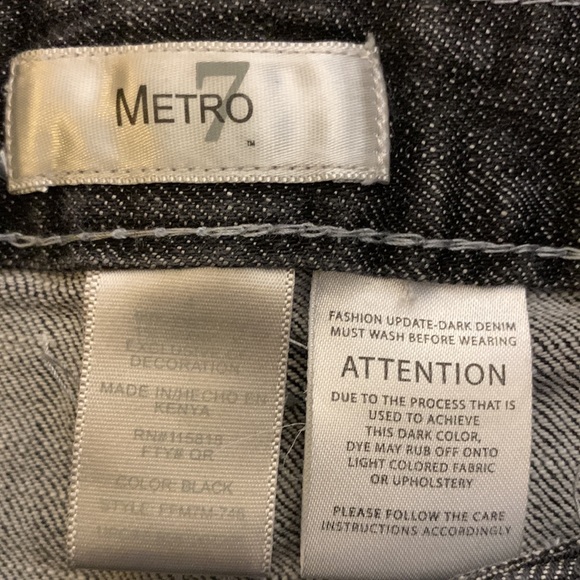 METRO 7
™
EXCLUSIVE OF
DECORATION
MADE IN/HECHO EN
KENYA
RN#115819
FTY# OR
COLOR: BLACK
FASHION UPDATE-DARK DENIM
MUST WASH BEFORE WEARING
ATTENTION
DUE TO THE PROCESS THAT IS
USED TO ACHIEVE
THIS DARK COLOR,
DYE MAY RUB OFF ONTO
LIGHT COLORED FABRIC
OR UPHOLSTERY
PLEASE FOLLOW THE CARE
INSTRUCTIONS ACCORDINGLY